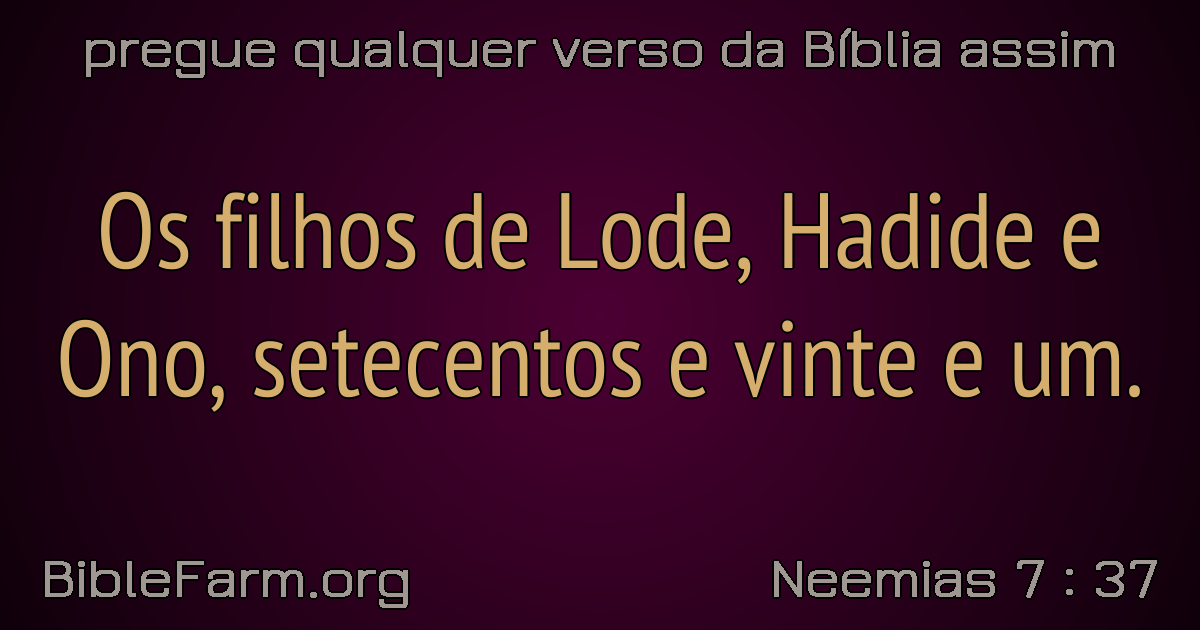 pregue qualquer verso da Bíblia assim
Os filhos de Lode, Hadide e
Ono, setecentos e vinte e um.
BibleFarm.org
Neemias 7 : 37